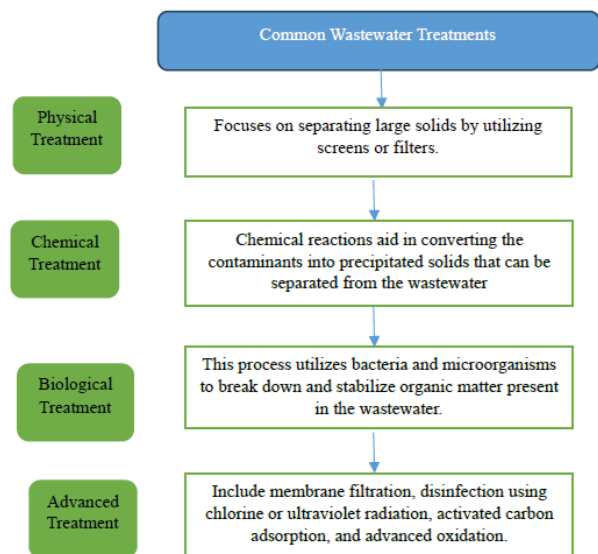 Common Wastewater Treatments
Physical
Treatment
Focuses on separating large solids by utilizing
screens or filters.
Chemical
Treatment
Chemical reactions aid in converting the
contaminants into precipitated solids that can be
separated from the wastewater
Biological
Treatment
This process utilizes bacteria and microorganisms
to break down and stabilize organic matter present
in the wastewater.
Advanced
Treatment
Include membrane filtration, disinfection using
chlorine or ultraviolet radiation, activated carbon
adsorption, and advanced oxidation.